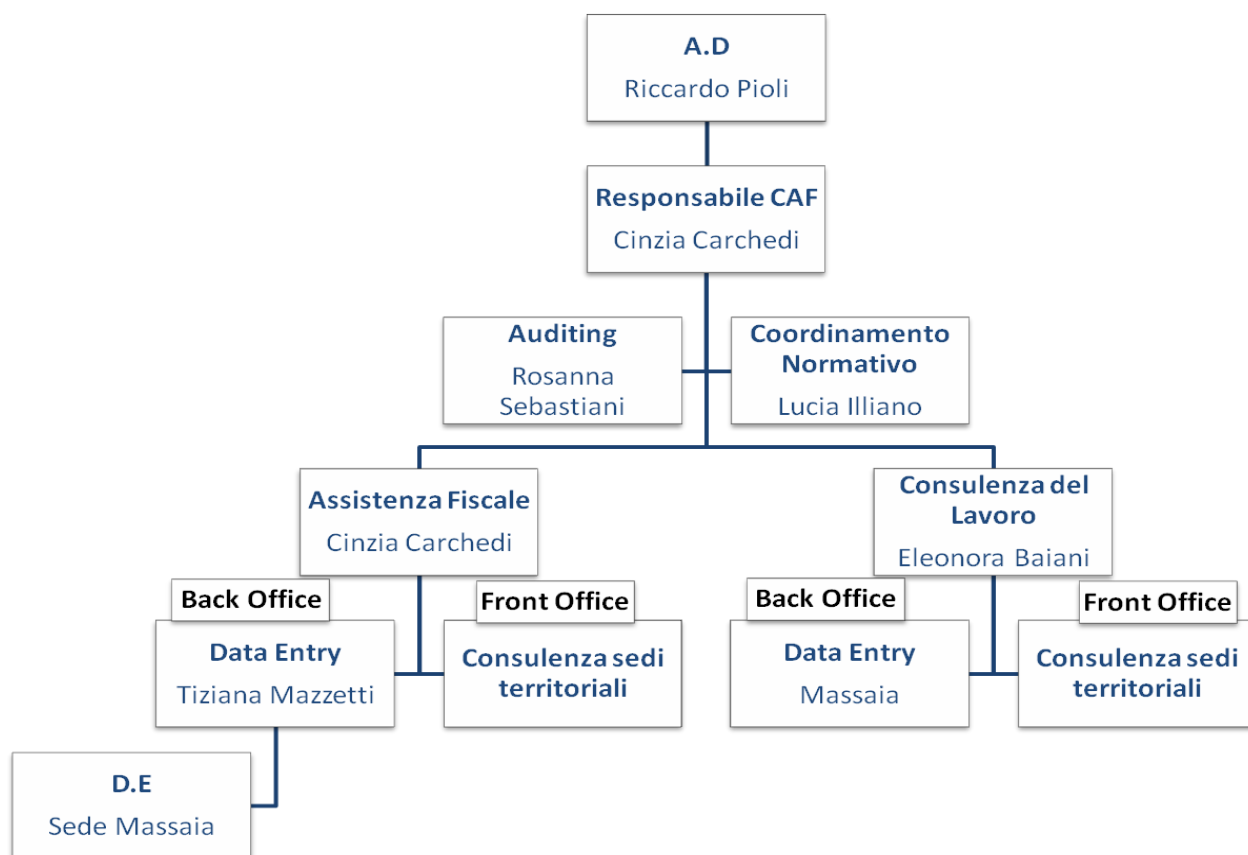 A.D
Riccardo Pioli
Responsabile CAF
Cinzia Carchedi
Auditing
Rosanna
Sebastiani
Coordinamento
Normativo
Lucia Illiano
Assistenza Fiscale
Cinzia Carchedi
Consulenza del
Lavoro
Eleonora Baiani
Back Office
Data Entry
Tiziana Mazzetti
Front Office
Consulenza sedi
territoriali
Back Office
Data Entry
Massaia
Front Office
Consulenza sedi
territoriali
D.E
Sede Massaia